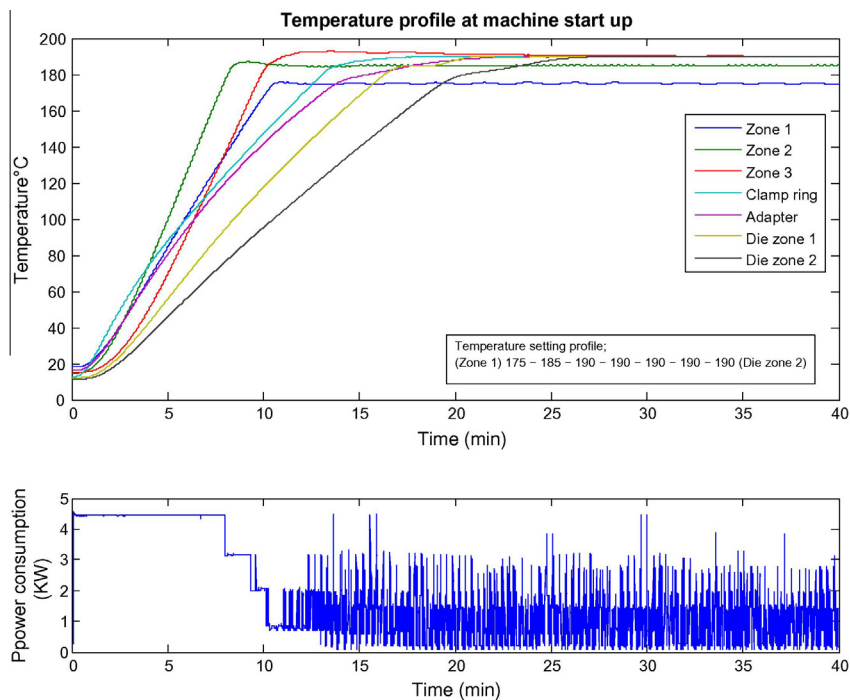 Temperature profile at machine start up
Temperature°C
200
180
160
140
120
100
80
60
40
20
0
Zone 1
Zone 2
Zone 3
Clamp ring
Adapter
Die zone 1
Die zone 2
Temperature setting profile;
(Zone 1) 175 − 185 − 190 − 190 − 190 − 190 − 190 (Die zone 2)
0 5 10 15 20 25 30 35 40
Time (min)
Ppower consumption
(KW)
5
4
3
2
1
0
0 5 10 15 20 25 30 35 40
Time (min)